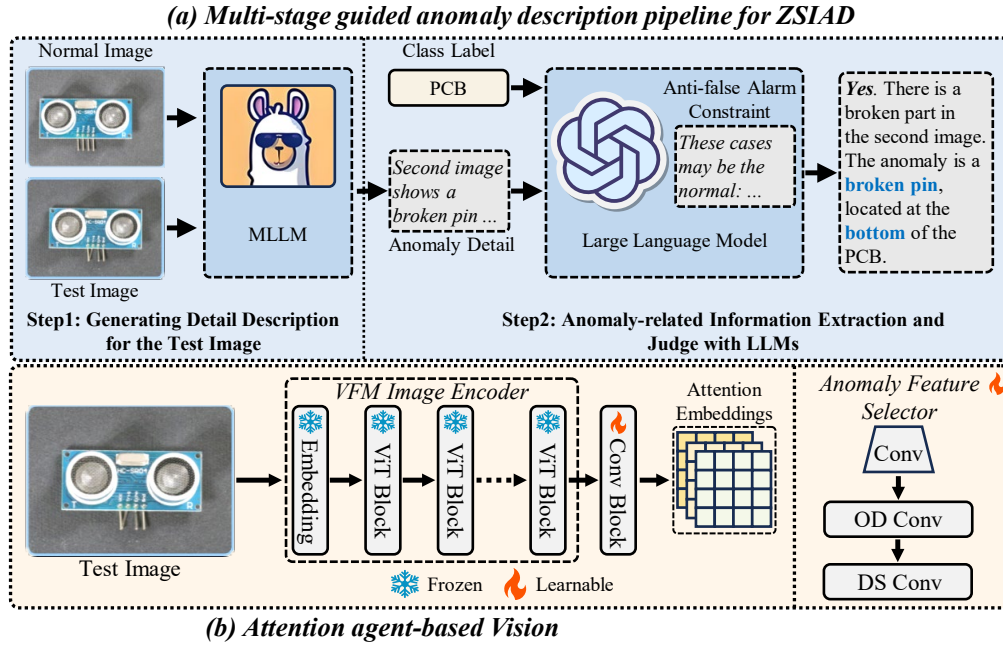 (a) Multi-stage guided anomaly description pipeline for ZSIAD
Normal Image
T
R
HC-SR04
T
R
Test Image
MLLM
Step1: Generating Detail Description
for the Test Image
Class Label
PCB
Second image
shows a
broken pin ...
Anomaly Detail
Anti-false Alarm
Constraint
These cases
may be the
normal: ...
Large Language Model
Yes. There is a
broken part in
the second image.
The anomaly is a
broken pin,
located at the
bottom of the
PCB.
Step2: Anomaly-related Information Extraction and
Judge with LLMs
HC-SR04
T
R
Test Image
VFM Image Encoder
Embedding
ViT Block
ViT Block
ViT Block
Conv Block
Frozen
Learnable
Attention
Embeddings
Anomaly Feature
Selector
Conv
OD Conv
DS Conv
(b) Attention agent-based Vision